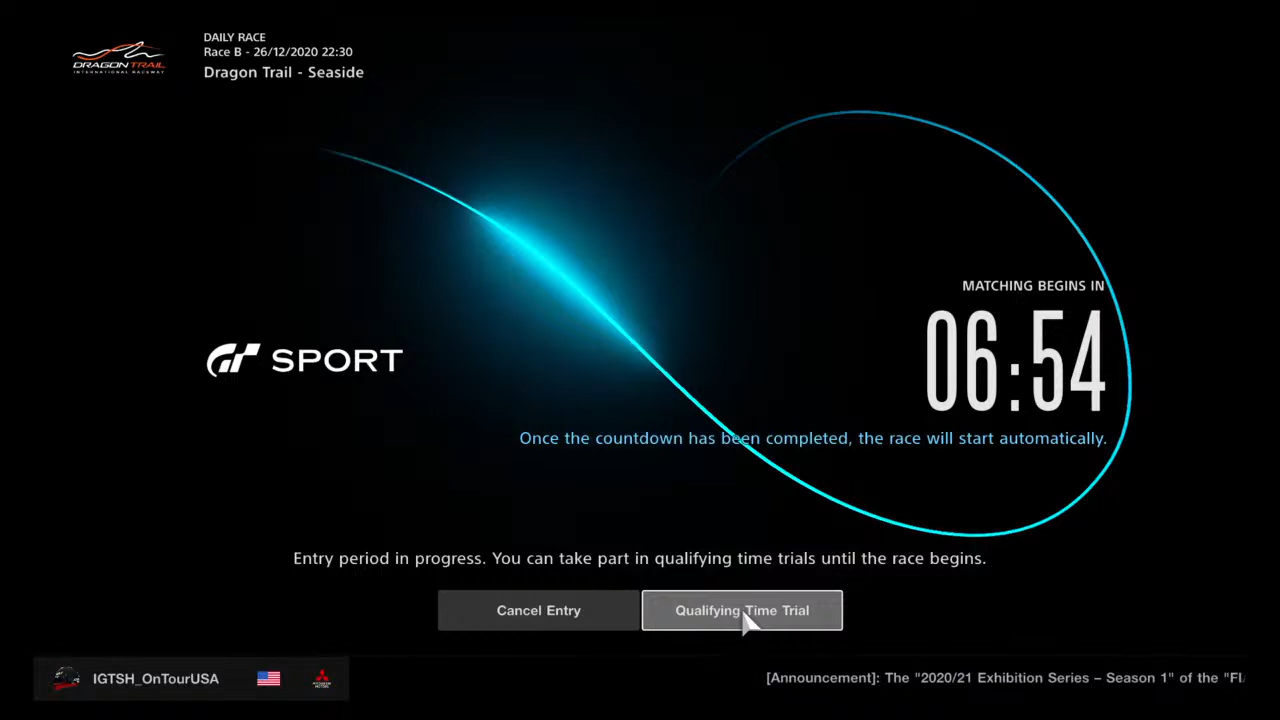 DAILY RACE
Race B - 26/12/2020 22:30
Dragon Trail - Seaside
DRAGON TRAIL
INTERNATIONAL RACEWAY
MATCHING BEGINS IN
06:54
GT SPORT
Once the countdown has been completed, the race will start automatically.
Entry period in progress. You can take part in qualifying time trials until the race begins.
Cancel Entry
Qualifying Time Trial
IGTSH_OnTourUSA
MITSUBISHI MOTORS
[Announcement]: The "2020/21 Exhibition Series – Season 1" of the "FI